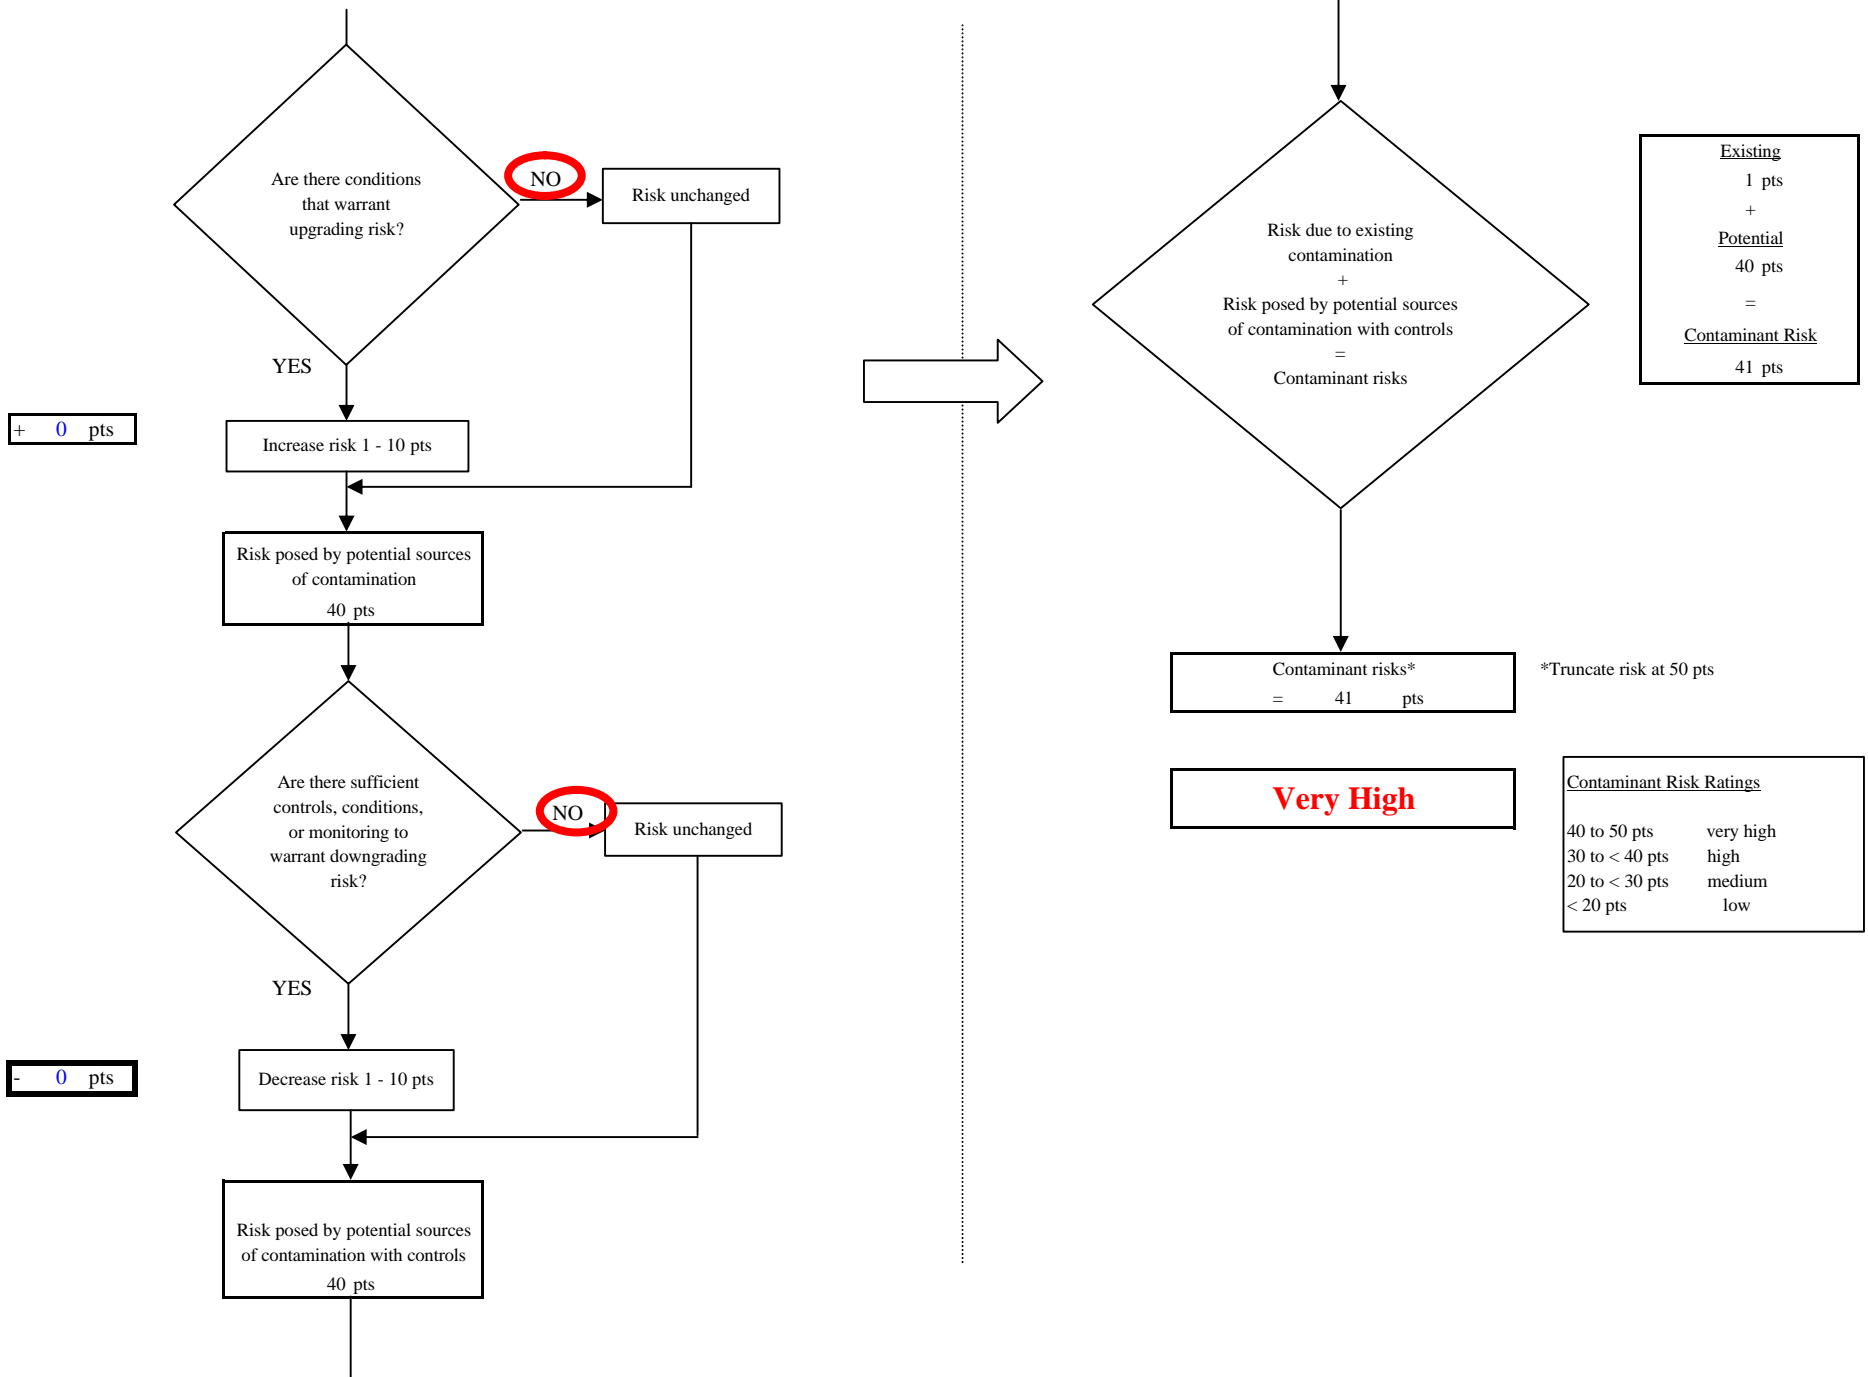 Are there conditions
that warrant
upgrading risk?
NO
Risk unchanged
YES
+ 0 pts
Increase risk 1 - 10 pts
Risk posed by potential sources
of contamination
40 pts
Are there sufficient
controls, conditions,
or monitoring to
warrant downgrading
risk?
NO
Risk unchanged
YES
- 0 pts
Decrease risk 1 - 10 pts
Risk posed by potential sources
of contamination with controls
40 pts
Risk due to existing
contamination
+
Risk posed by potential sources
of contamination with controls
=
Contaminant risks
Existing
1 pts
+
Potential
40 pts
=
Contaminant Risk
41 pts
Contaminant risks*
= 41 pts
*Truncate risk at 50 pts
Very High
Contaminant Risk Ratings
40 to 50 pts very high
30 to < 40 pts high
20 to < 30 pts medium
< 20 pts low